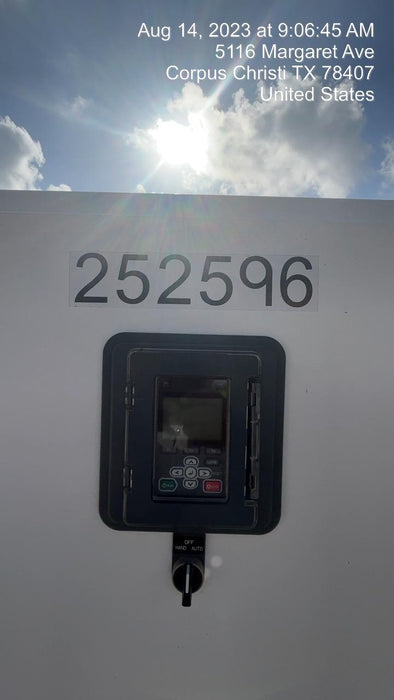 Aug 14, 2023 at 9:06:45 AM
5116 Margaret Ave
Corpus Christi TX 78407
United States
252596
OFF
HAND AUTO